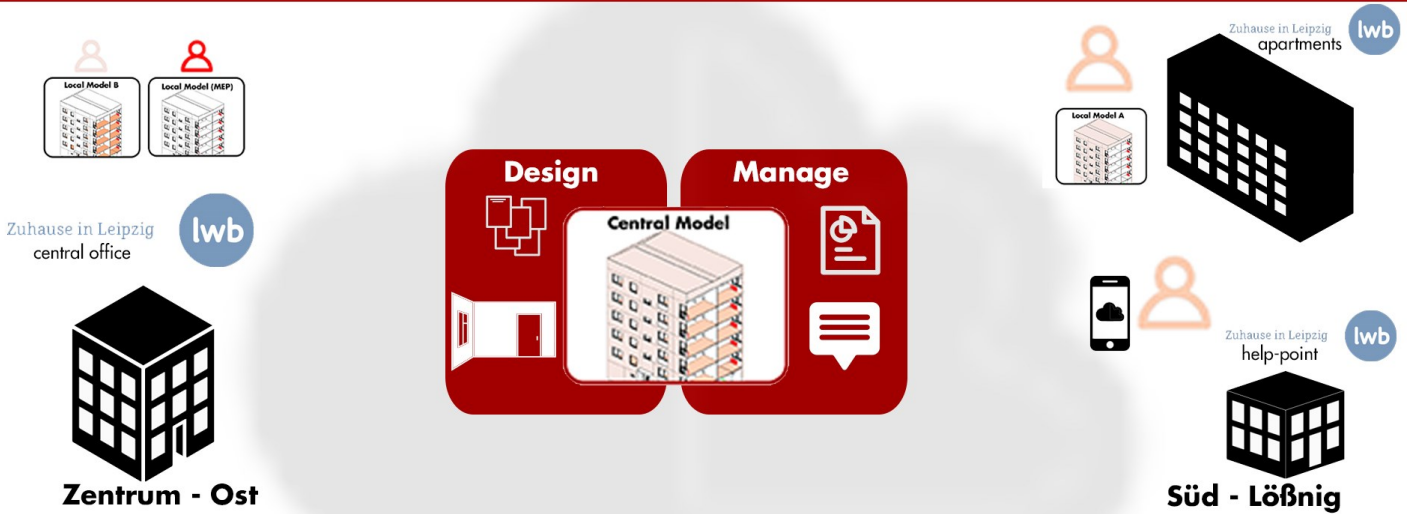 Local Model B
Local Model (MEP)
Zuhause in Leipzig
lwb
central office
Zentrum - Ost
Design
Manage
Central Model
Zuhause in Leipzig
lwb
apartments
Local Model A
Zuhause in Leipzig
lwb
help-point
Süd - Lößnig